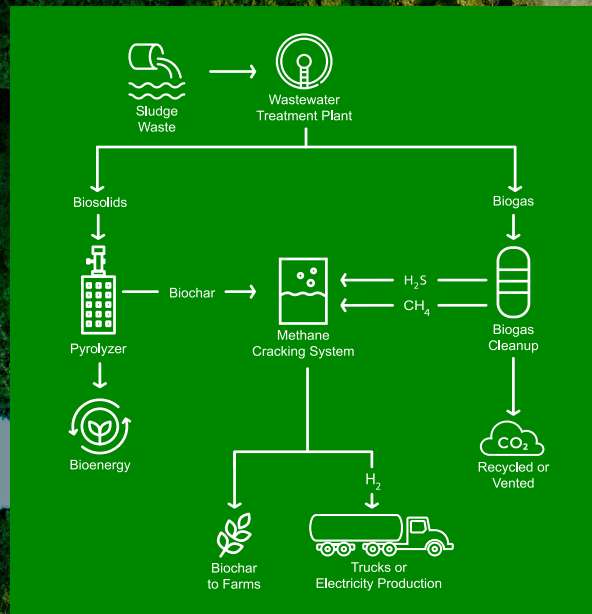 Sludge
Waste
Wastewater
Treatment Plant
Biosolids
Biogas
Biochar
H₂S
CH₄
Pyrolyzer
Methane
Cracking System
Biogas
Cleanup
Bioenergy
H₂
CO₂
Recycled or
Vented
Biochar
to Farms
Trucks or
Electricity Production